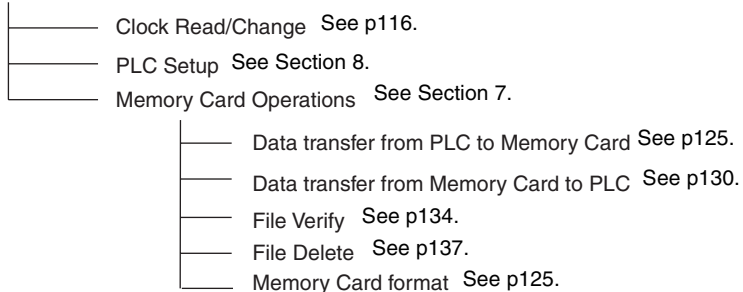 Clock Read/Change See p116.
PLC Setup See Section 8.
Memory Card Operations See Section 7.
Data transfer from PLC to Memory Card See p125.
Data transfer from Memory Card to PLC See p130.
File Verify See p134.
File Delete See p137.
Memory Card format See p125.